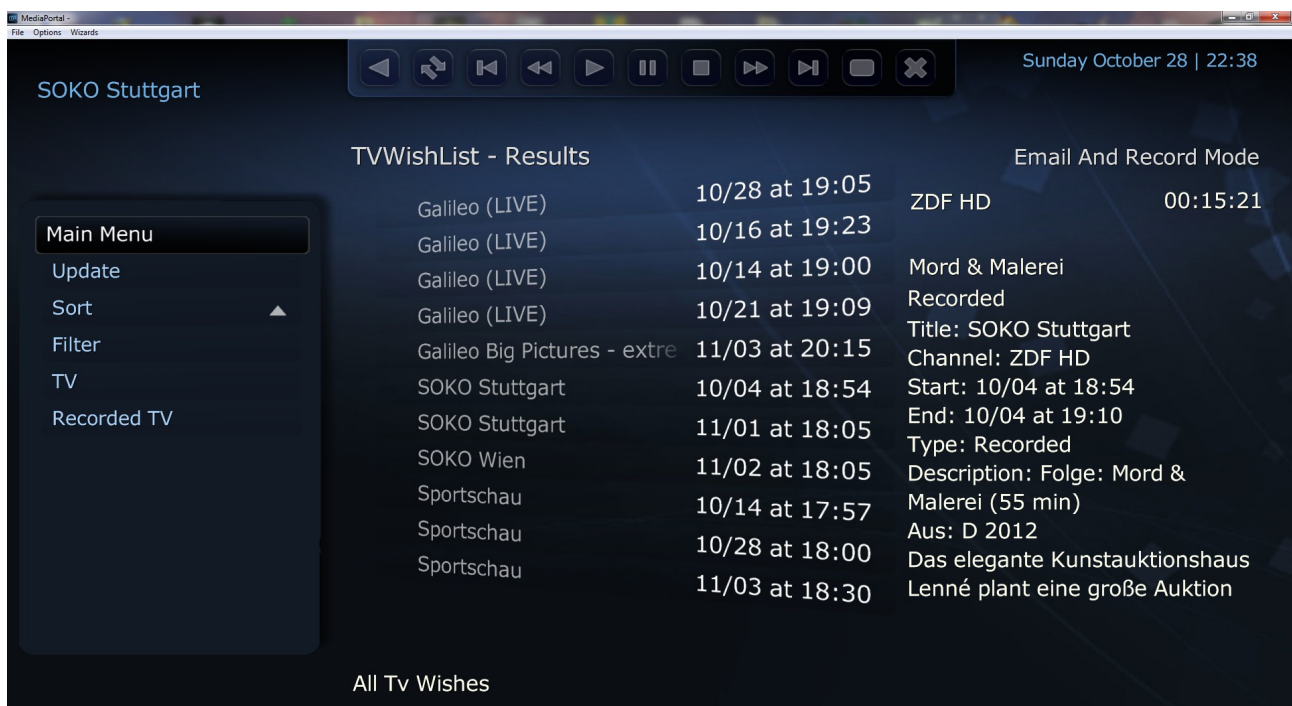 MediaPortal -
File Options Wizards
SOKO Stuttgart
Sunday October 28 | 22:38
TVWishList - Results
Email And Record Mode
Main Menu
Update
Sort
Filter
TV
Recorded TV
Galileo (LIVE) 10/28 at 19:05
Galileo (LIVE) 10/16 at 19:23
Galileo (LIVE) 10/14 at 19:00
Galileo (LIVE) 10/21 at 19:09
Galileo Big Pictures - extre 11/03 at 20:15
SOKO Stuttgart 10/04 at 18:54
SOKO Stuttgart 11/01 at 18:05
SOKO Wien 11/02 at 18:05
Sportschau 10/14 at 17:57
Sportschau 10/28 at 18:00
Sportschau 11/03 at 18:30
ZDF HD 00:15:21
Mord & Malerei
Recorded
Title: SOKO Stuttgart
Channel: ZDF HD
Start: 10/04 at 18:54
End: 10/04 at 19:10
Type: Recorded
Description: Folge: Mord &
Malerei (55 min)
Aus: D 2012
Das elegante Kunstauktionshaus
Lenné plant eine große Auktion
All Tv Wishes